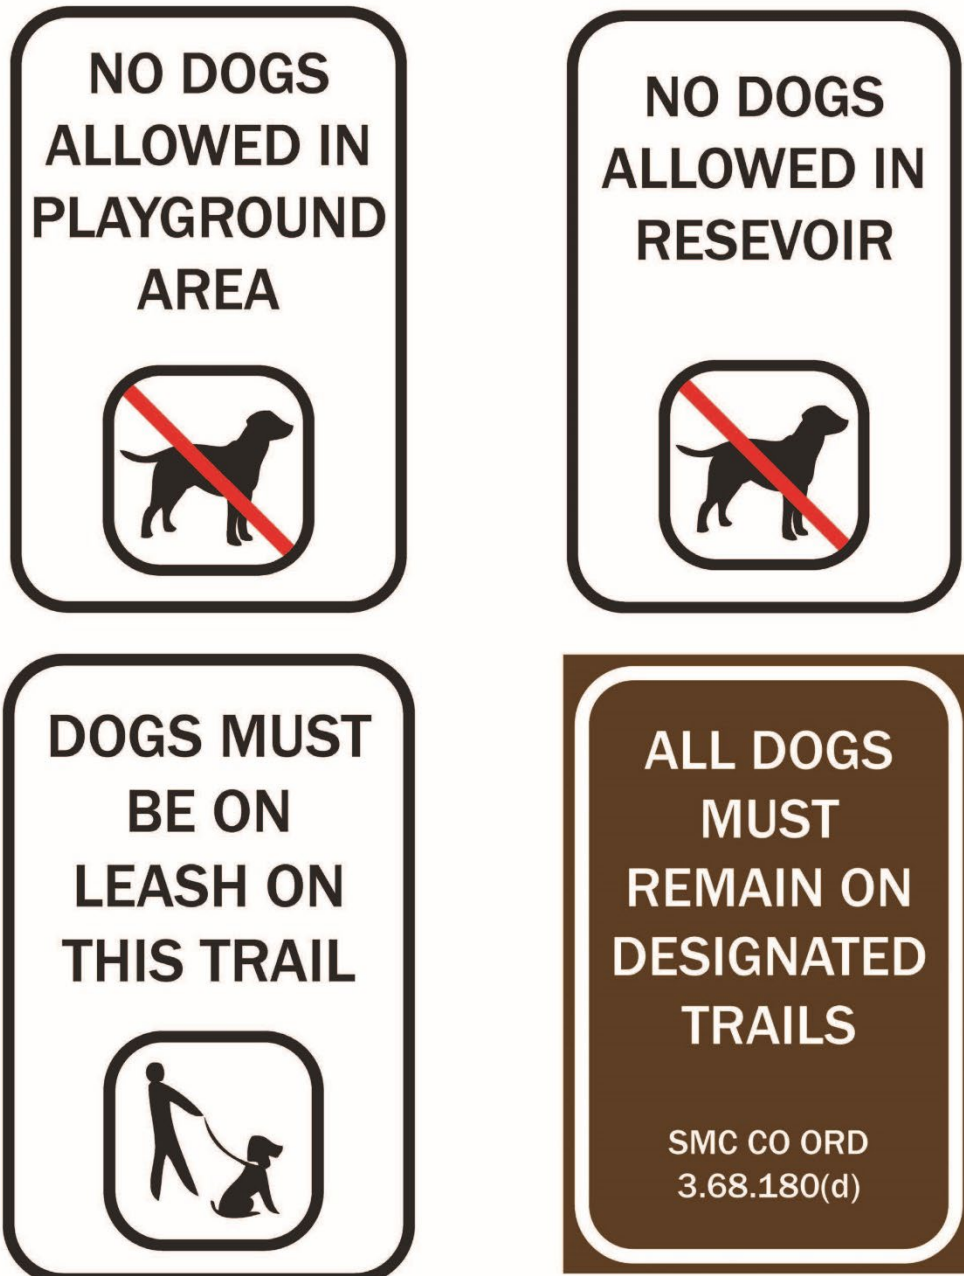 NO DOGS
ALLOWED IN
PLAYGROUND
AREA
NO DOGS
ALLOWED IN
RESEVOIR
DOGS MUST
BE ON
LEASH ON
THIS TRAIL
ALL DOGS
MUST
REMAIN ON
DESIGNATED
TRAILS
SMC CO ORD
3.68.180(d)